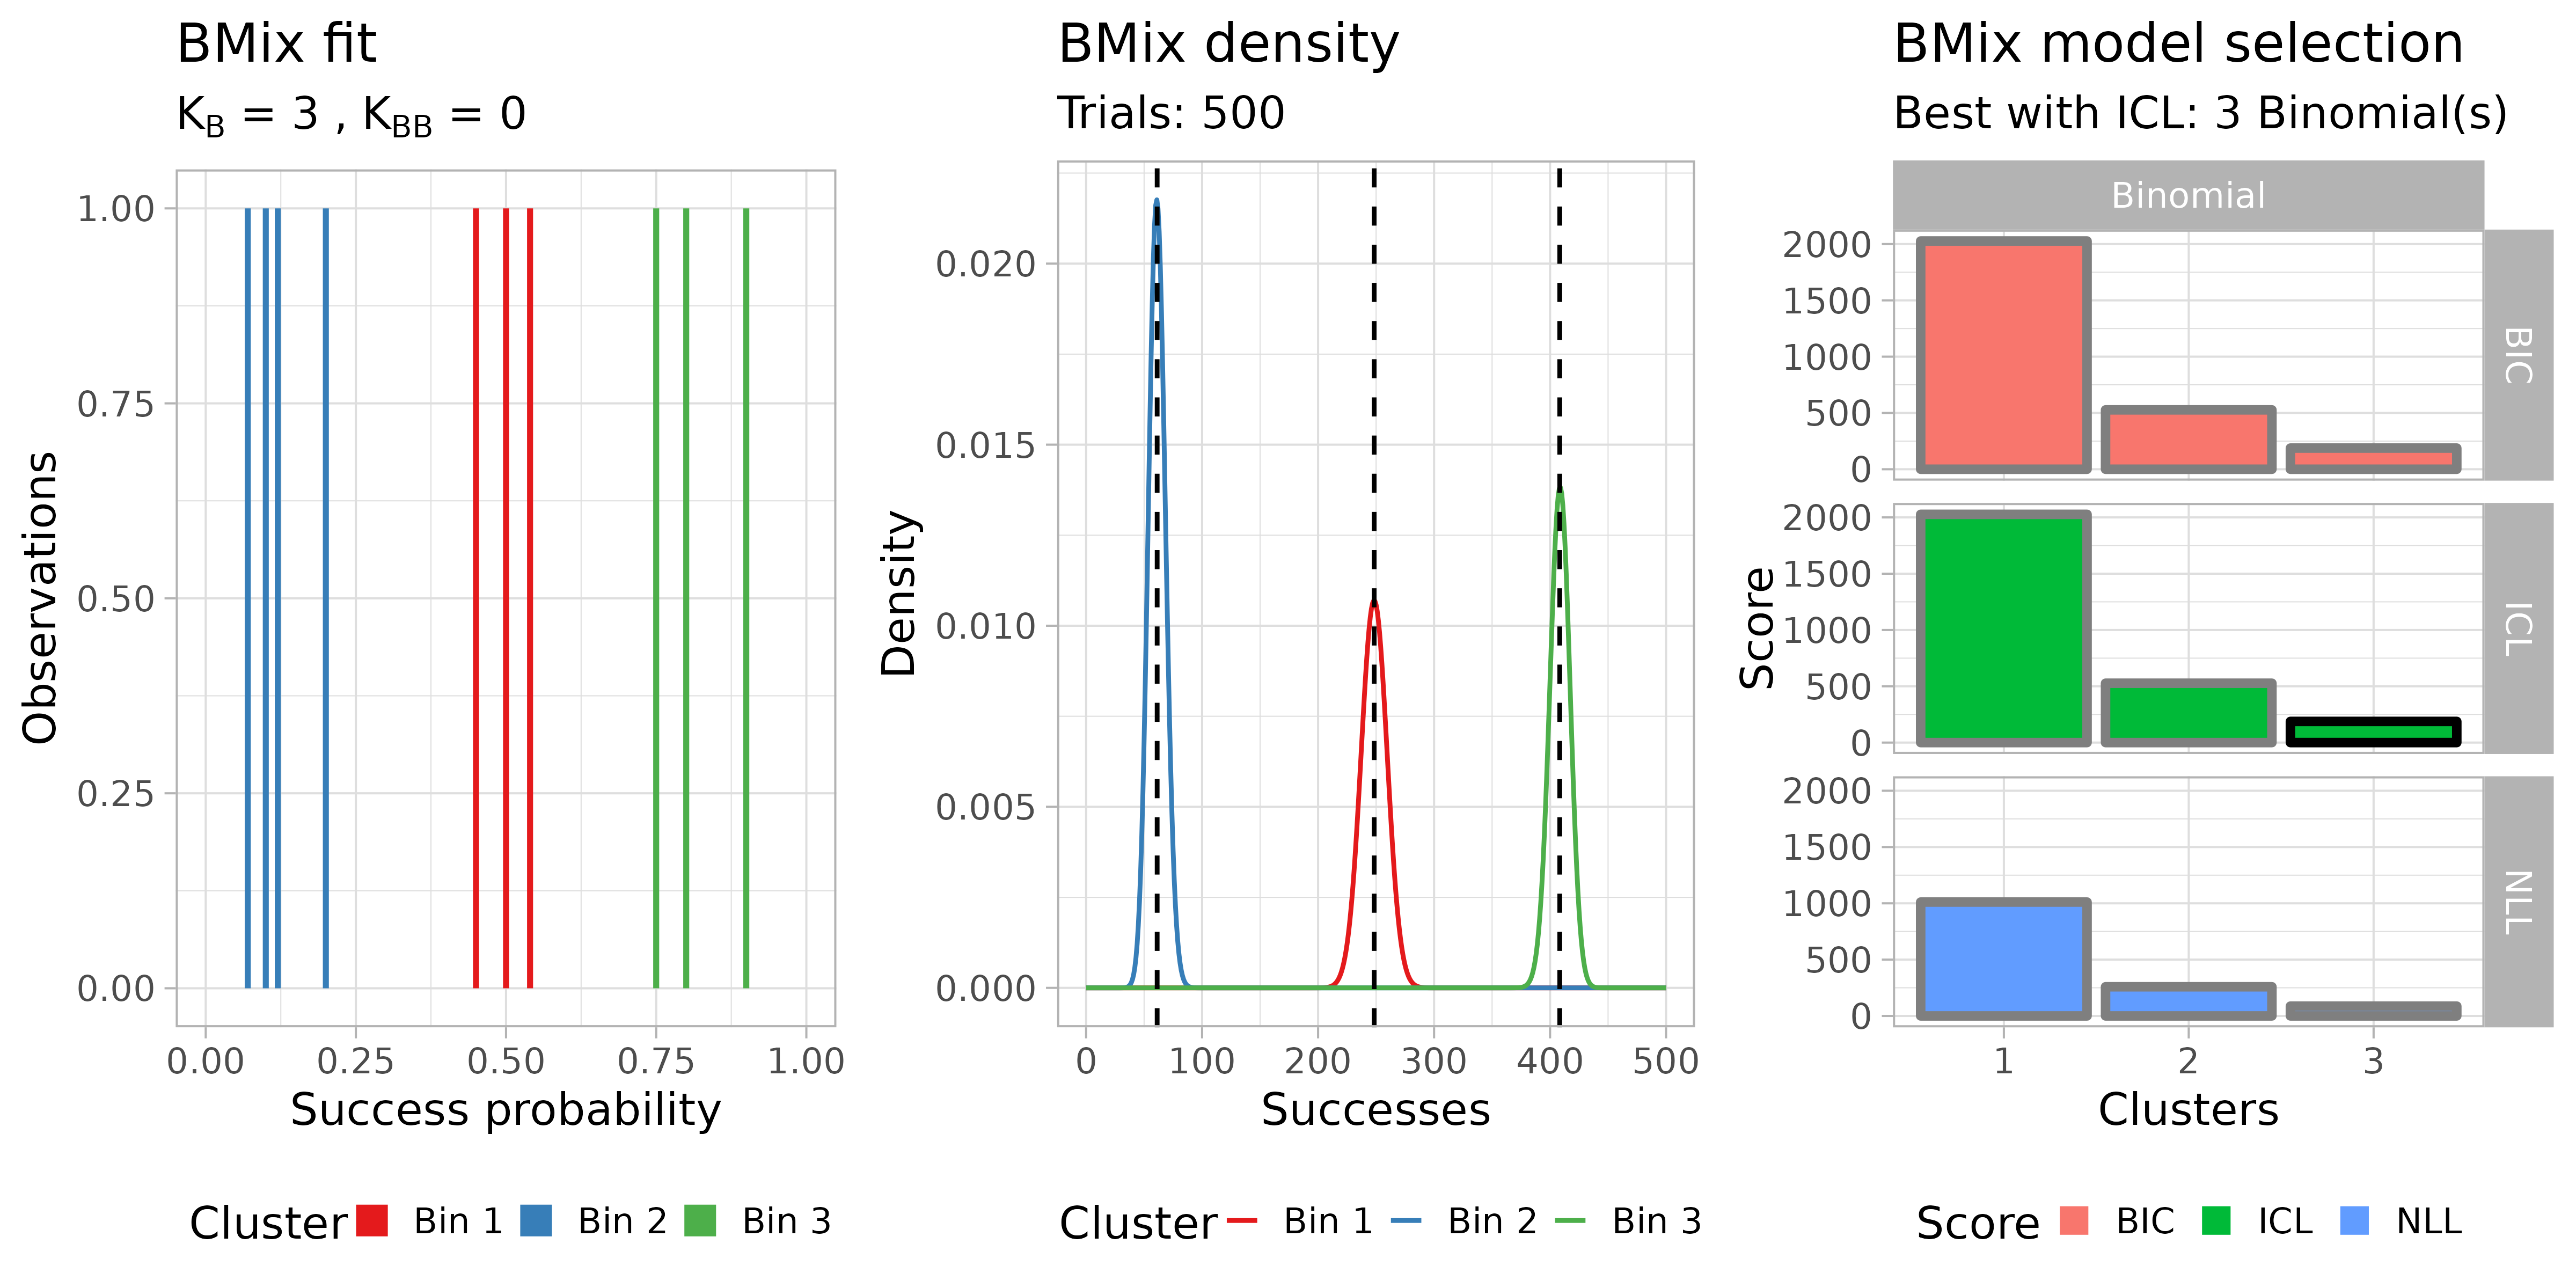 BMix fit
K_B = 3 , K_BB = 0
1.00
0.75
0.50
0.25
0.00
Observations
0.00 0.25 0.50 0.75 1.00
Success probability
Cluster Bin 1 Bin 2 Bin 3
BMix density
Trials: 500
0.020
0.015
0.010
0.005
0.000
Density
0 100 200 300 400 500
Successes
Cluster Bin 1 Bin 2 Bin 3
BMix model selection
Best with ICL: 3 Binomial(s)
Binomial
2000
1500
1000
500
0
BIC
2000
1500
1000
500
0
ICL
2000
1500
1000
500
0
NLL
Score
1 2 3
Clusters
Score BIC ICL NLL